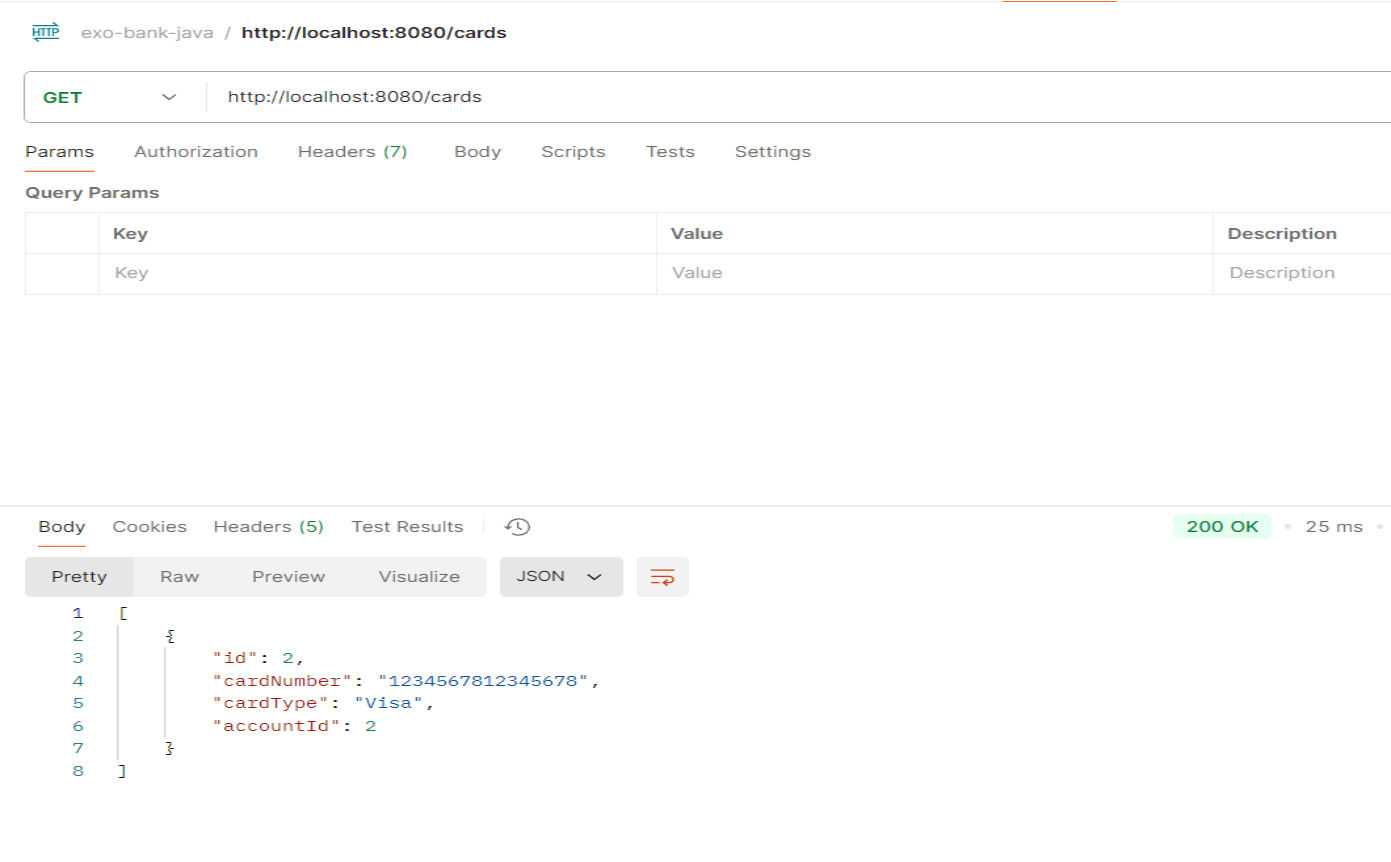 HTTP exo-bank-java / http://localhost:8080/cards
GET http://localhost:8080/cards
Params Authorization Headers (7) Body Scripts Tests Settings
Query Params
Key Value Description
Key Value Description
Body Cookies Headers (5) Test Results 200 OK • 25 ms •
Pretty Raw Preview Visualize JSON
1 [
2 {
3 "id": 2,
4 "cardNumber": "1234567812345678",
5 "cardType": "Visa",
6 "accountId": 2
7 }
8 ]